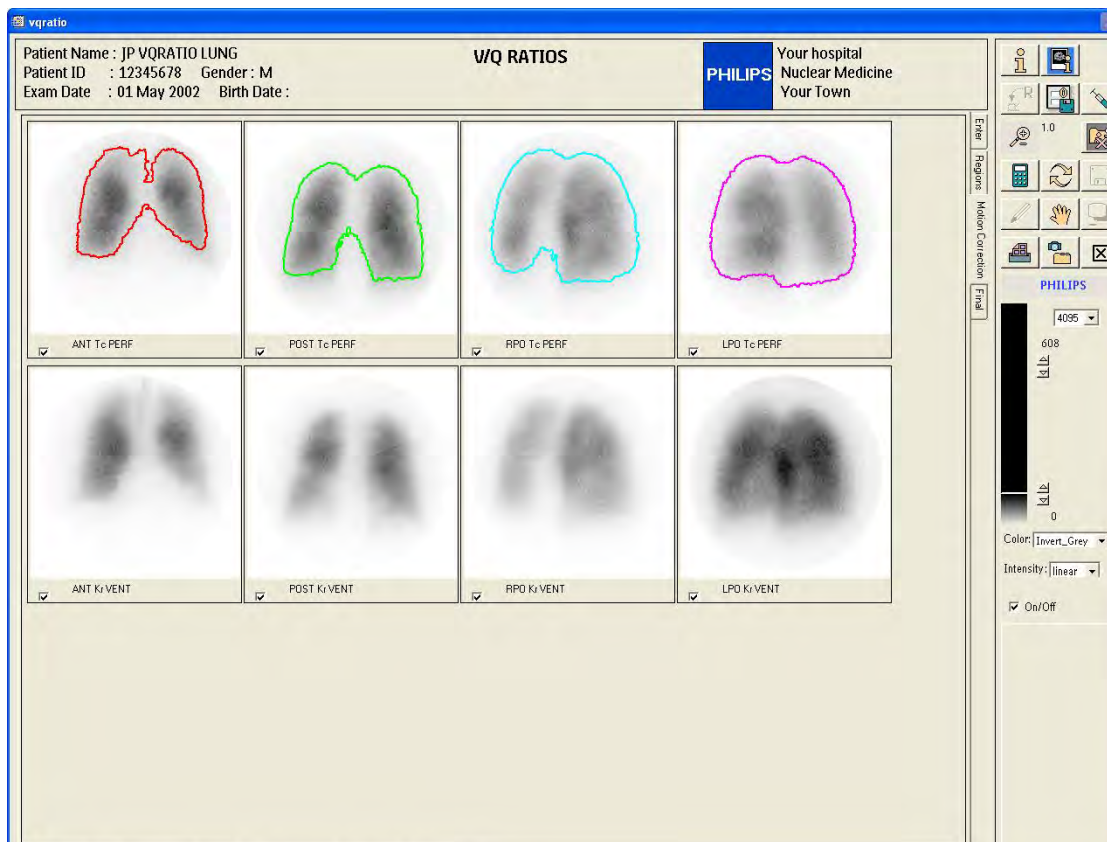 vqratio
Patient Name : JP VQRATIO LUNG
Patient ID : 12345678 Gender : M
Exam Date : 01 May 2002 Birth Date :
V/Q RATIOS
PHILIPS
Your hospital
Nuclear Medicine
Your Town
ANT Tc PERF
POST Tc PERF
RPO Tc PERF
LPO Tc PERF
ANT Kr VENT
POST Kr VENT
RPO Kr VENT
LPO Kr VENT
Enter
Regions
Motion Correction
Final
R
1.0
PHILIPS
4095
608
0
Color: Invert_Grey
Intensity: linear
On/Off